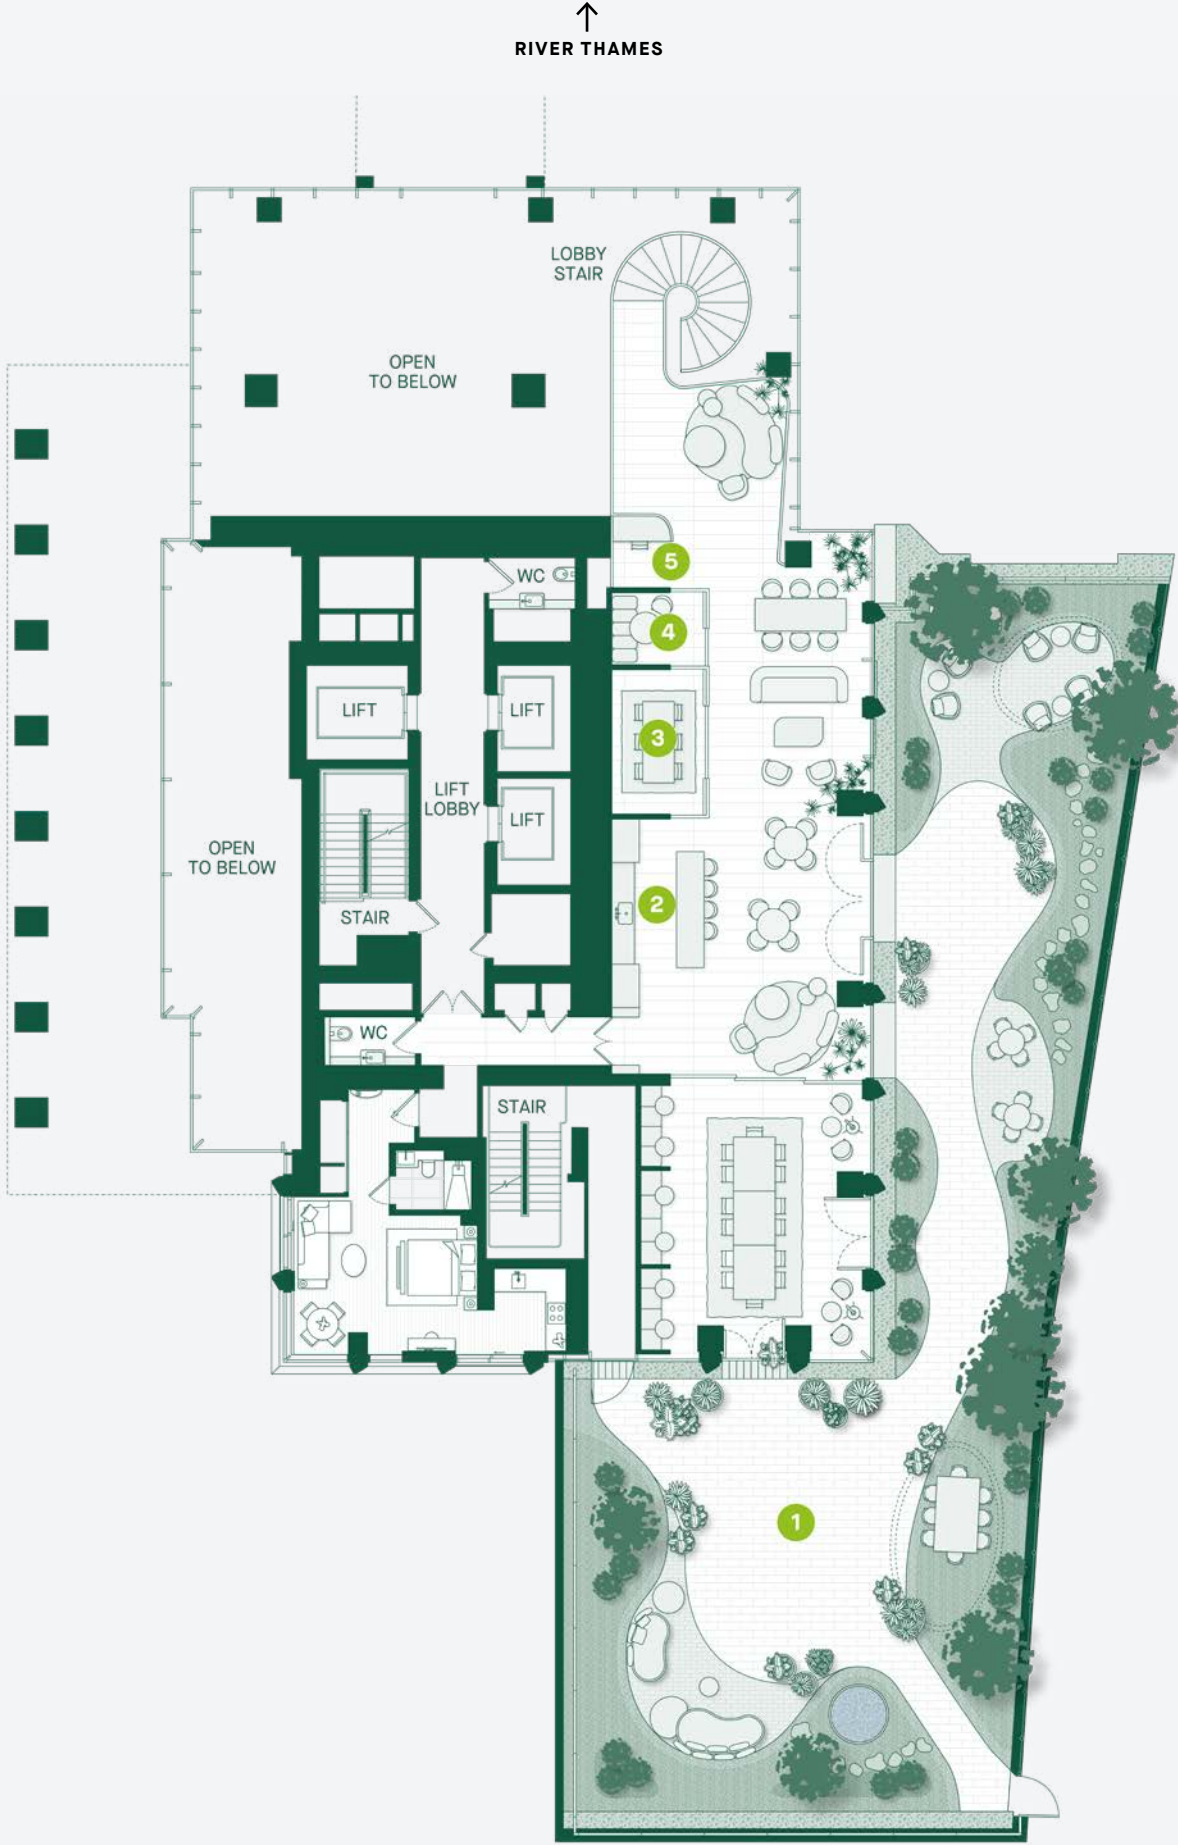 RIVER THAMES
LOBBY
STAIR
OPEN
TO BELOW
5
WC
4
LIFT
LIFT
3
LIFT
LOBBY
LIFT
OPEN
TO BELOW
2
STAIR
WC
STAIR
1